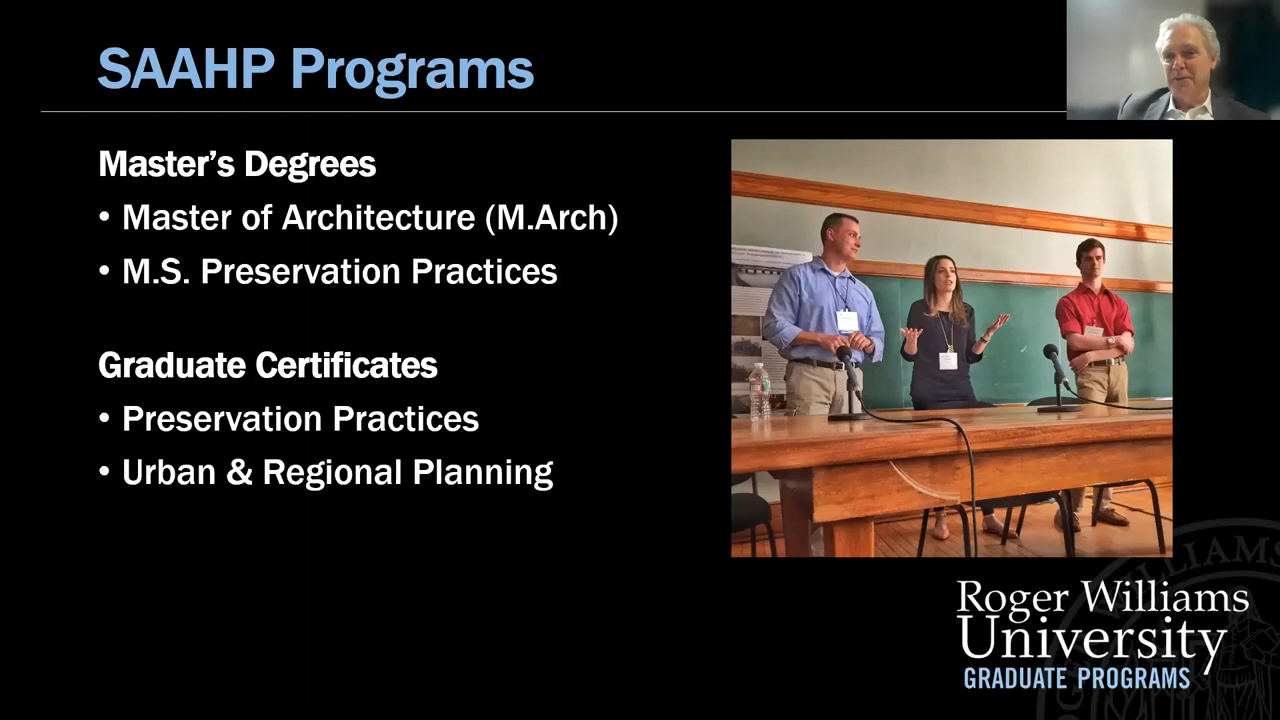 SAAHP Programs
Master's Degrees
• Master of Architecture (M.Arch)
• M.S. Preservation Practices
Graduate Certificates
• Preservation Practices
• Urban & Regional Planning
WILLIAMS
Roger Williams
University
GRADUATE PROGRAMS